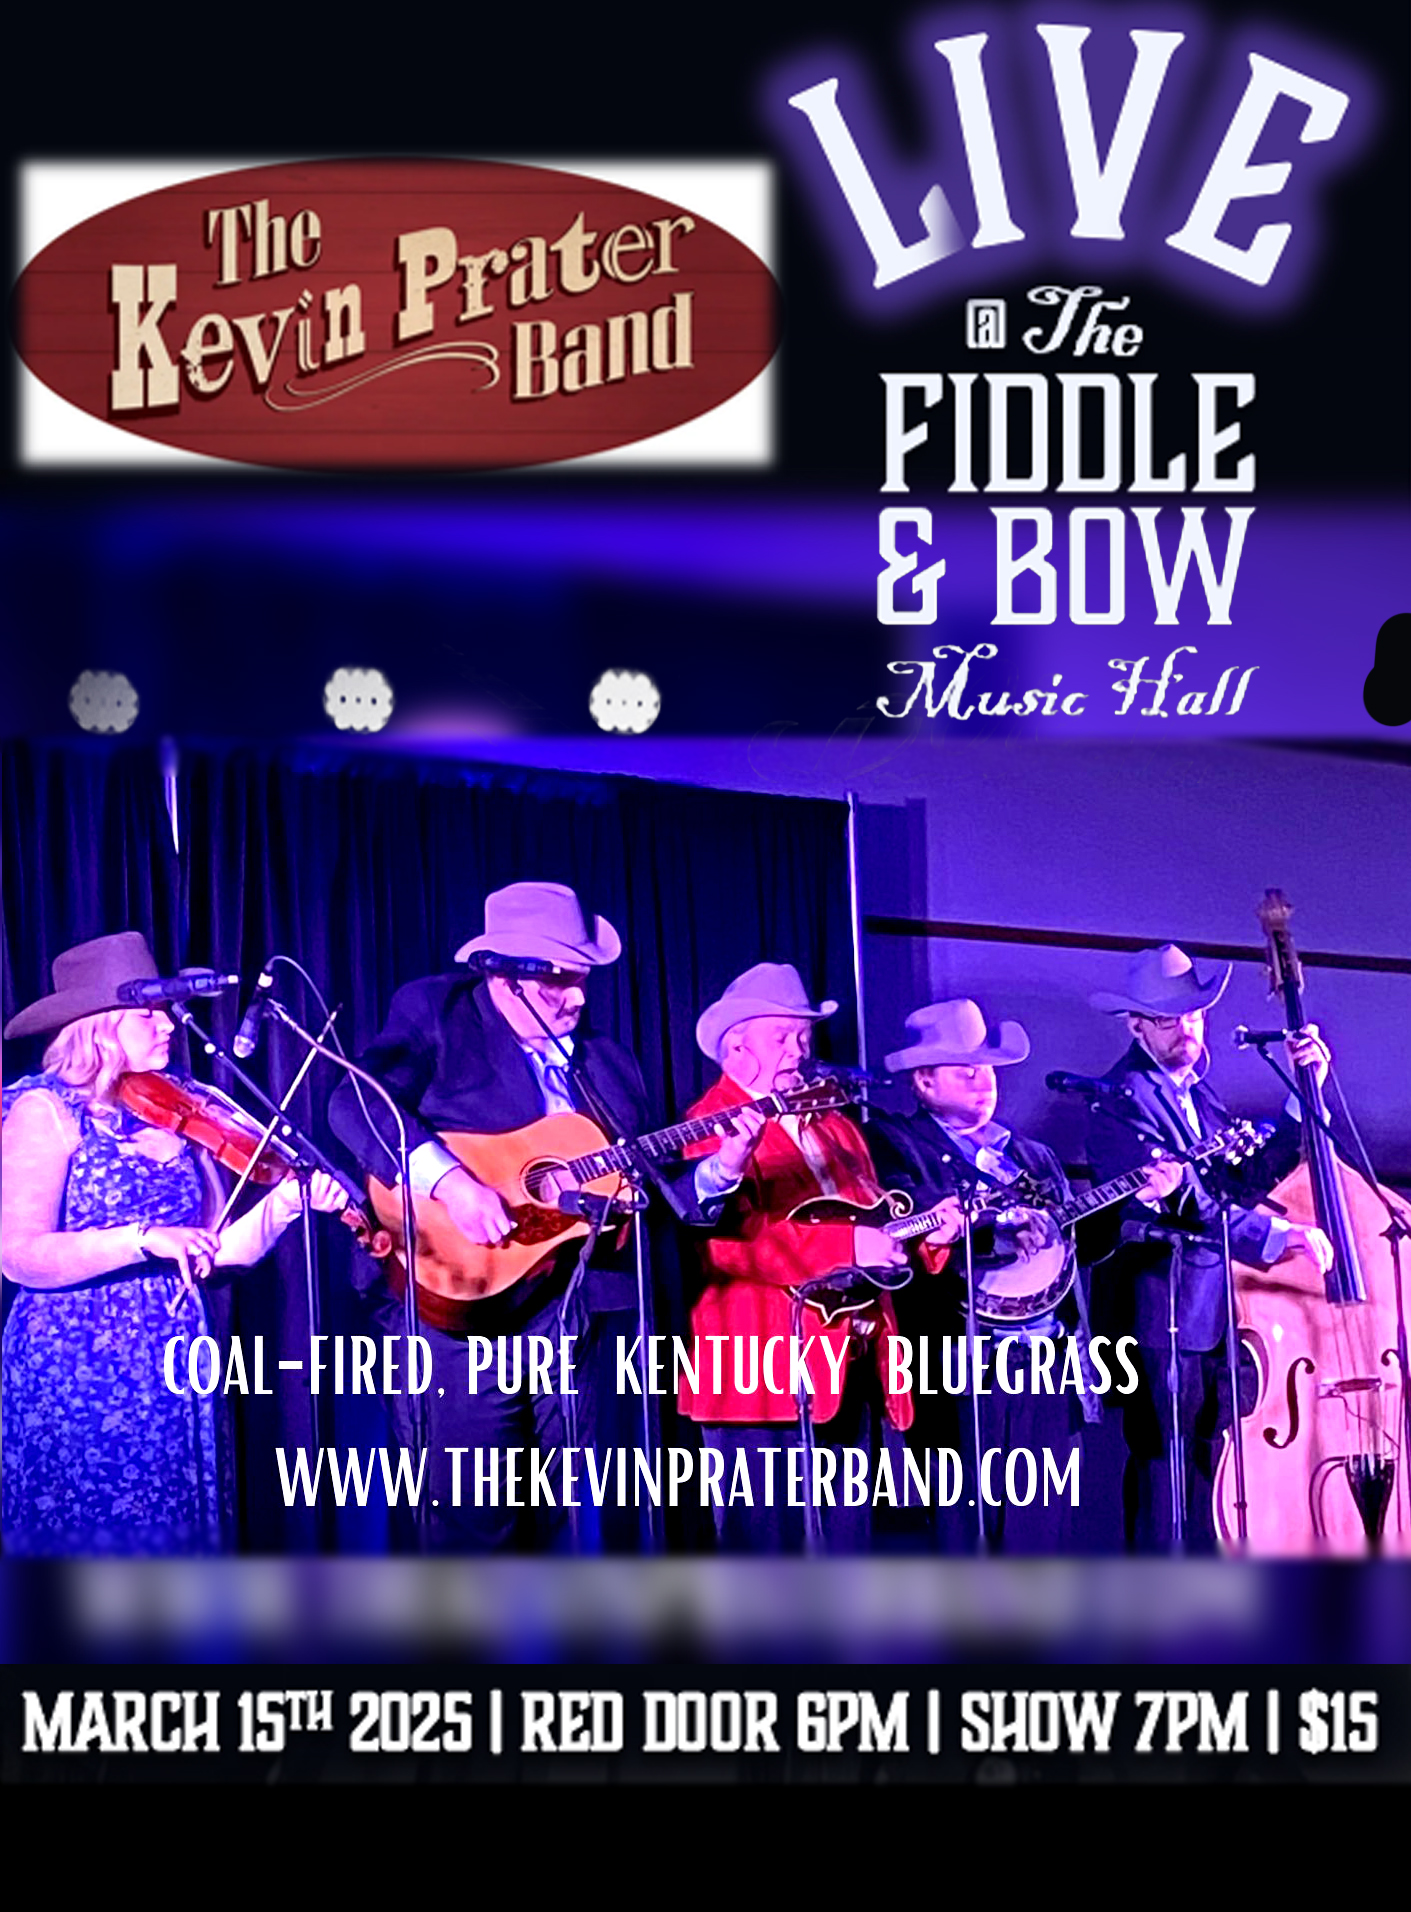 The
Kevin Prater
Band
LIVE
@ The
FIDDLE
& BOW
Music Hall
COAL-FIRED, PURE KENTUCKY BLUEGRASS
WWW.THEKEVINPRATERBAND.COM
MARCH 15TH 2025 | RED DOOR 6PM | SHOW 7PM | $15